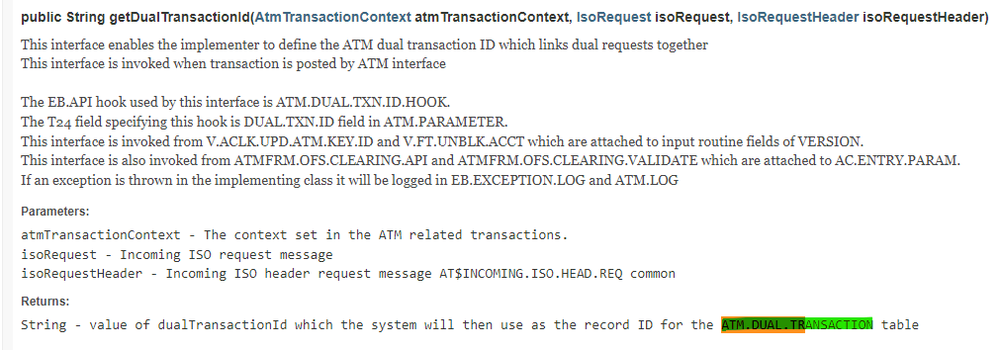 public String getDualTransactionId(AtmTransactionContext atmTransactionContext, IsoRequest isoRequest, IsoRequestHeader isoRequestHeader)
This interface enables the implementer to define the ATM dual transaction ID which links dual requests together
This interface is invoked when transaction is posted by ATM interface
The EB.API hook used by this interface is ATM.DUAL.TXN.ID.HOOK.
The T24 field specifying this hook is DUAL.TXN.ID field in ATM.PARAMETER.
This interface is invoked from V.ACLK.UPD.ATM.KEY.ID and V.FT.UNBLK.ACCT which are attached to input routine fields of VERSION.
This interface is also invoked from ATMFRM.OFS.CLEARING.API and ATMFRM.OFS.CLEARING.VALIDATE which are attached to AC.ENTRY.PARAM.
If an exception is thrown in the implementing class it will be logged in EB.EXCEPTION.LOG and ATM.LOG
Parameters:
atmTransactionContext - The context set in the ATM related transactions.
isoRequest - Incoming ISO request message
isoRequestHeader - Incoming ISO header request message AT$INCOMING.ISO.HEAD.REQ common
Returns:
String - value of dualTransactionId which the system will then use as the record ID for the ATM.DUAL.TRANSACTION table